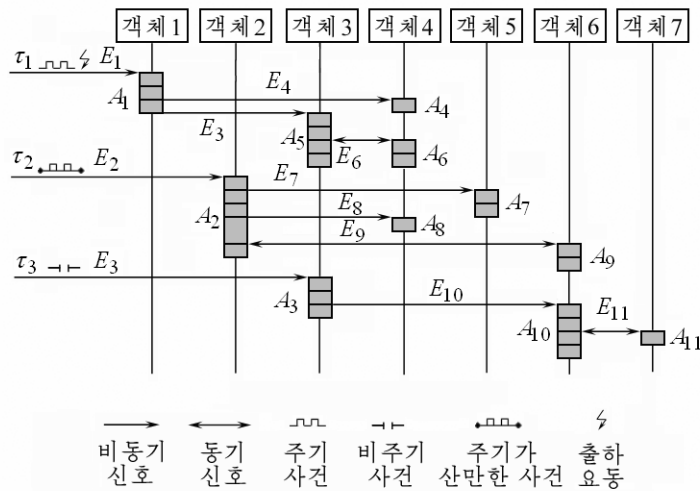 객체1 객체2 객체3 객체4 객체5 객체6 객체7
τ1 E1
E4
A1 A4
E3 A5
E6 A6
τ2 E2
E7
A2 A7
E8 A8
E9
A9
τ3 E3
E10
A3
E11
A10 A11
비동기 동기 주기 비주기 주기가 출하
신호 신호 사건 사건 산만한 사건 요동